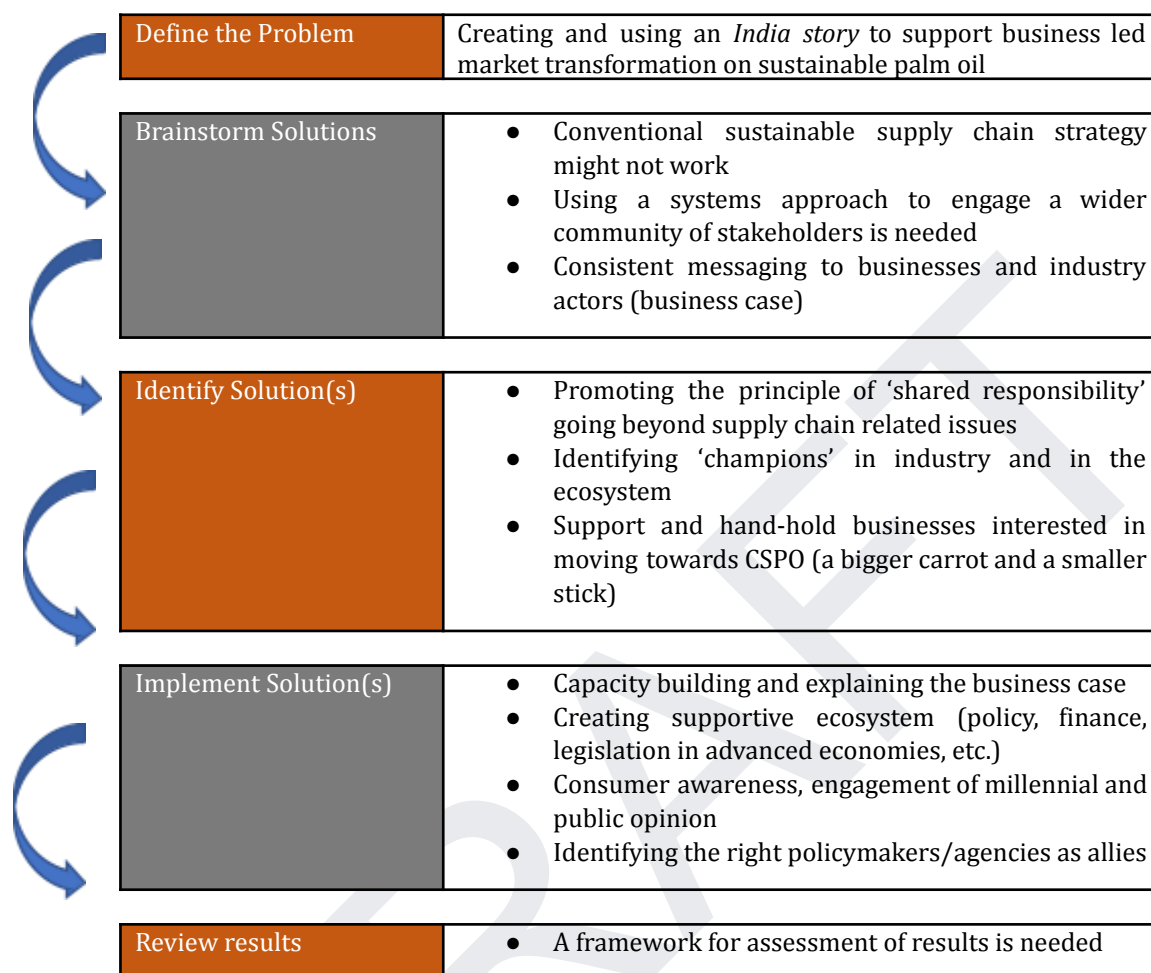 Define the Problem
Creating and using an India story to support business led
market transformation on sustainable palm oil
Brainstorm Solutions
● Conventional sustainable supply chain strategy
might not work
● Using a systems approach to engage a wider
community of stakeholders is needed
● Consistent messaging to businesses and industry
actors (business case)
Identify Solution(s)
● Promoting the principle of ‘shared responsibility’
going beyond supply chain related issues
● Identifying ‘champions’ in industry and in the
ecosystem
● Support and hand-hold businesses interested in
moving towards CSPO (a bigger carrot and a smaller
stick)
Implement Solution(s)
● Capacity building and explaining the business case
● Creating supportive ecosystem (policy, finance,
legislation in advanced economies, etc.)
● Consumer awareness, engagement of millennial and
public opinion
● Identifying the right policymakers/agencies as allies
Review results
● A framework for assessment of results is needed
RAFT